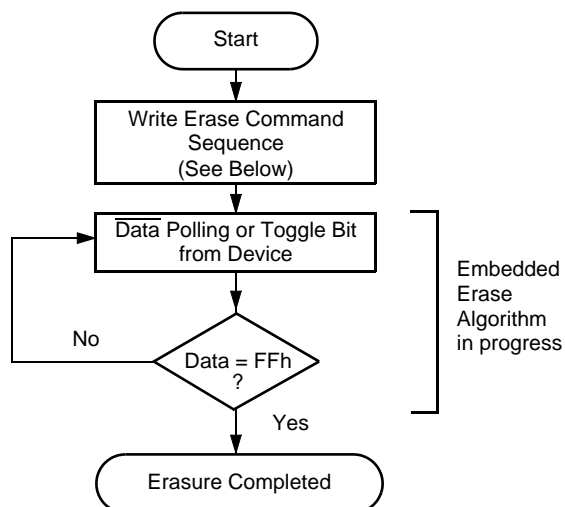 Start
Write Erase Command
Sequence
(See Below)
Data Polling or Toggle Bit
from Device
Embedded
Erase
Algorithm
in progress
No
Data = FFh
?
Yes
Erasure Completed